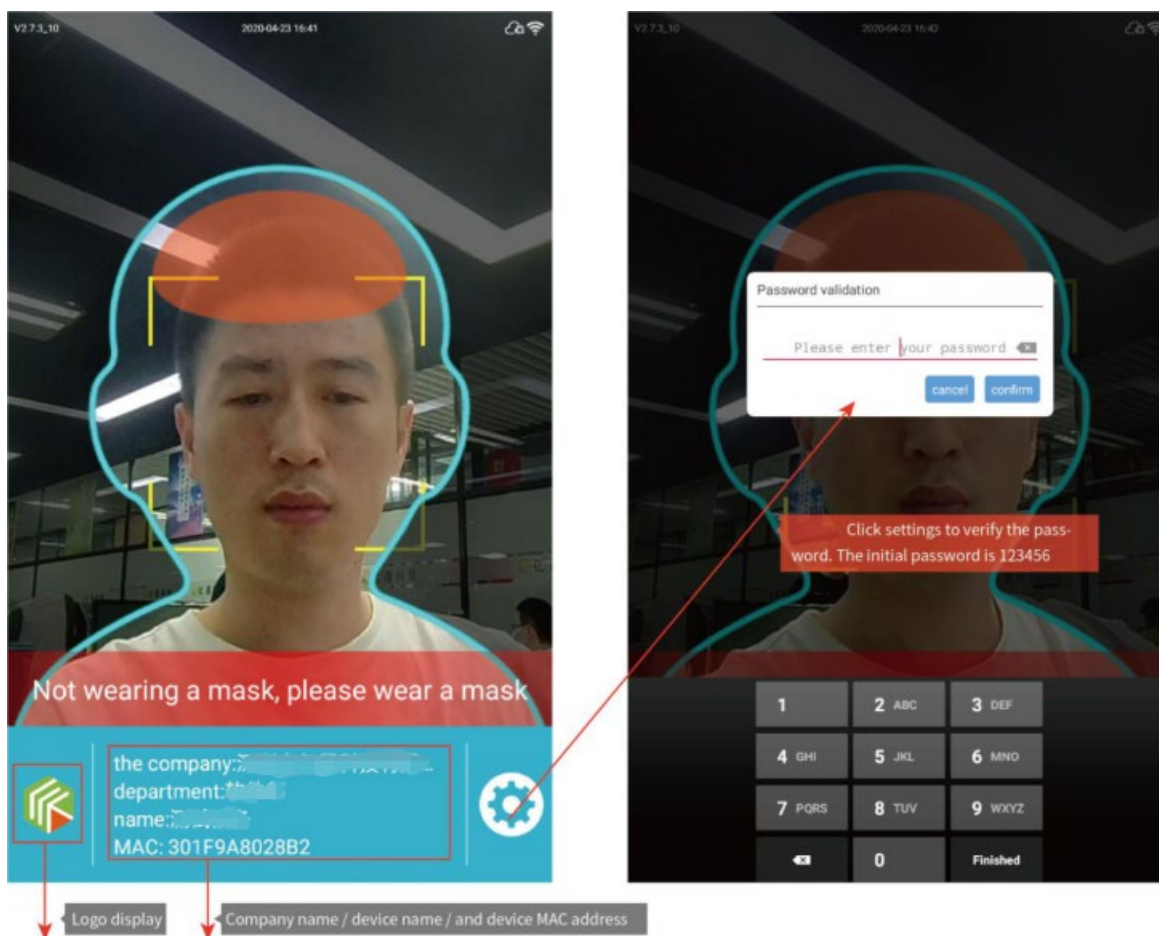 V2.7.3_10
2020-04-23 16:41
Not wearing a mask, please wear a mask
the company:
department:
name:
MAC: 301F9A8028B2
Logo display
Company name / device name / and device MAC address
V2.7.3_10
2020-04-23 16:42
Password validation
Please enter your password
cancel confirm
Click settings to verify the pass-
word. The initial password is 123456
1 2 ABC 3 DEF
4 GHI 5 JKL 6 MNO
7 PQRS 8 TUV 9 WXYZ
0 Finished